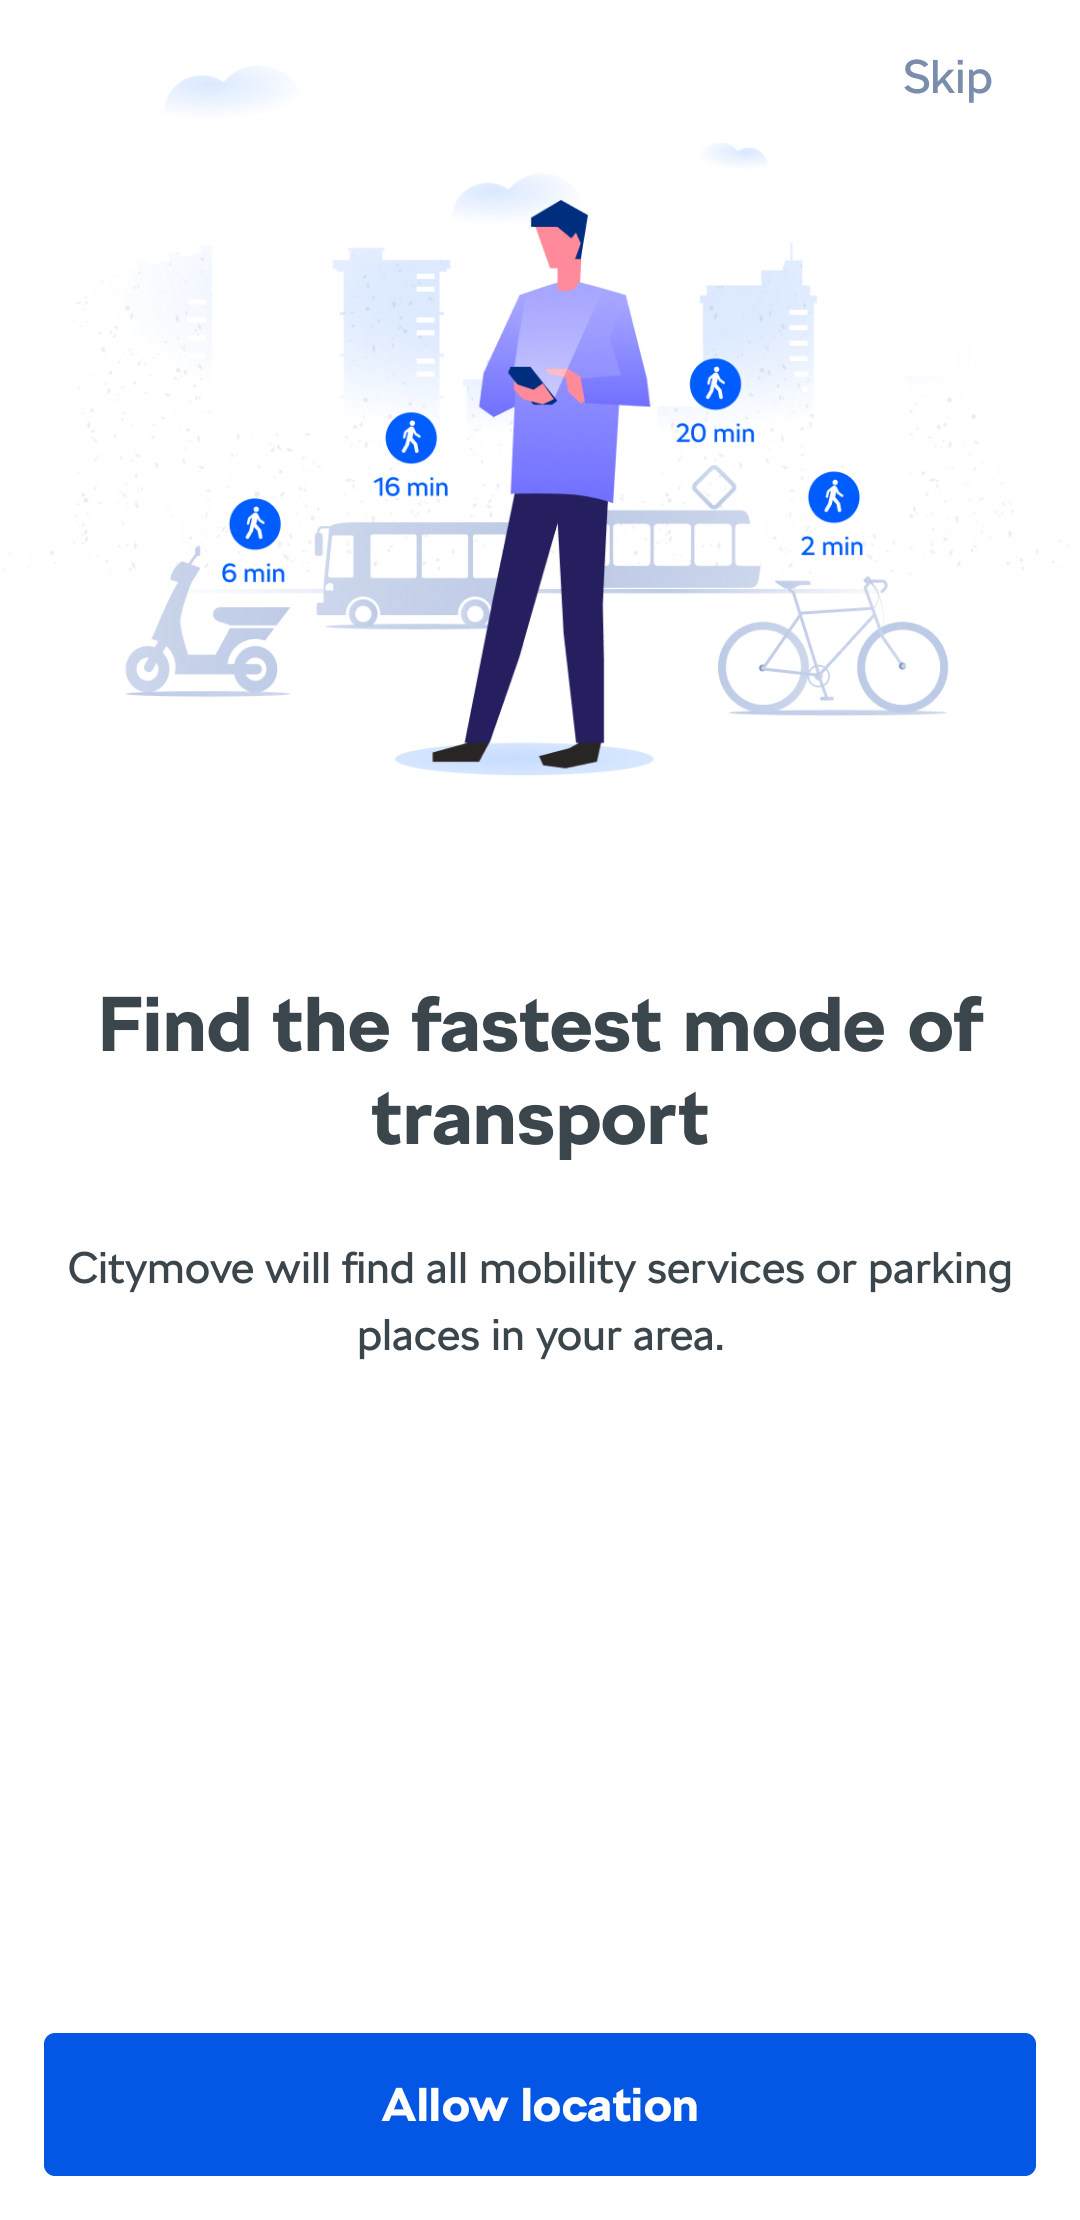 Skip
20 min
16 min
2 min
6 min
Find the fastest mode of
transport
Citymove will find all mobility services or parking
places in your area.
Allow location